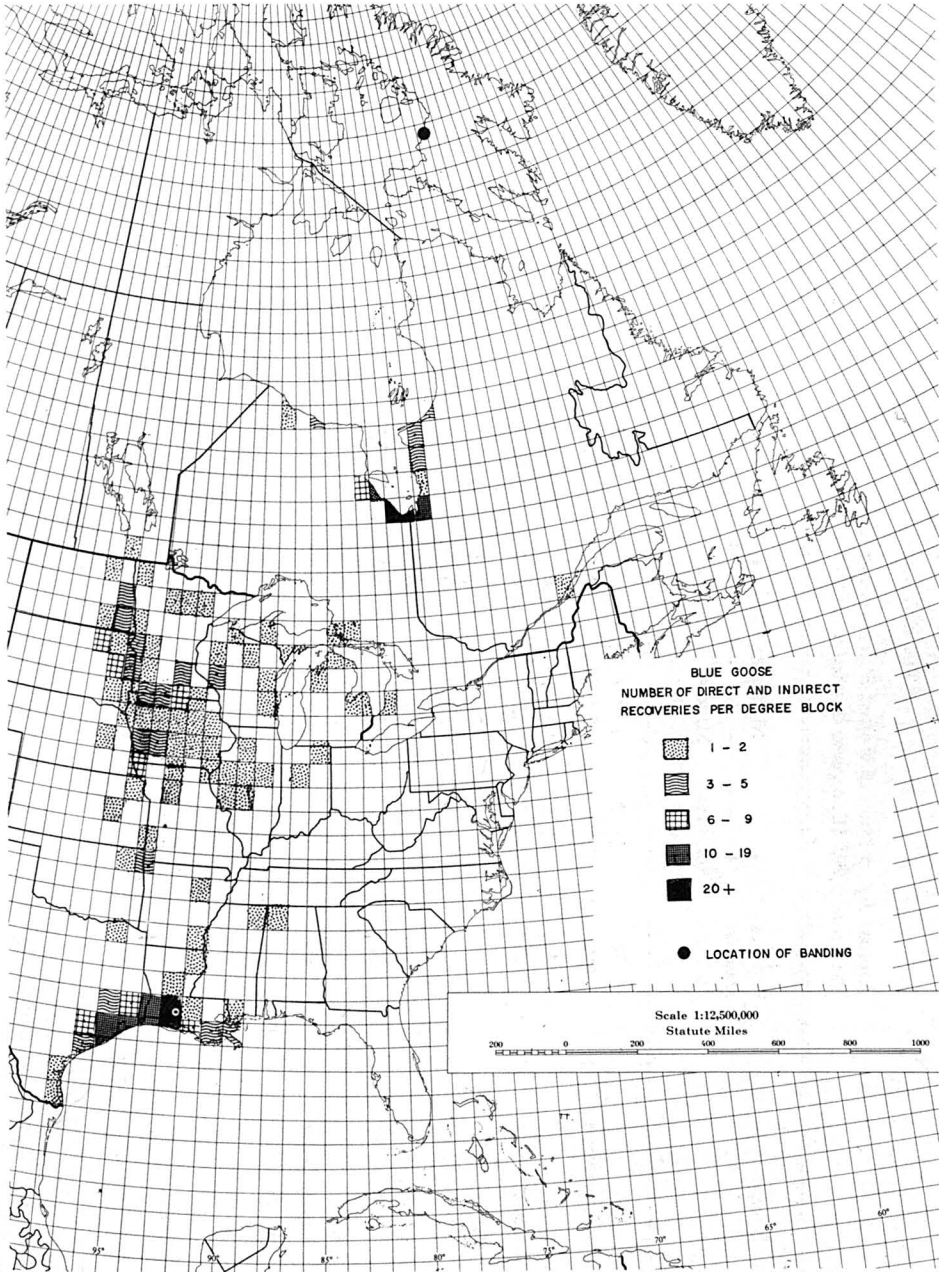 BLUE GOOSE
NUMBER OF DIRECT AND INDIRECT
RECOVERIES PER DEGREE BLOCK
1 - 2
3 - 5
6 - 9
10 - 19
20+
LOCATION OF BANDING
Scale 1:12,500,000
Statute Miles
200 0 200 400 600 800 1000
95° 90° 85° 75° 70° 65° 60°